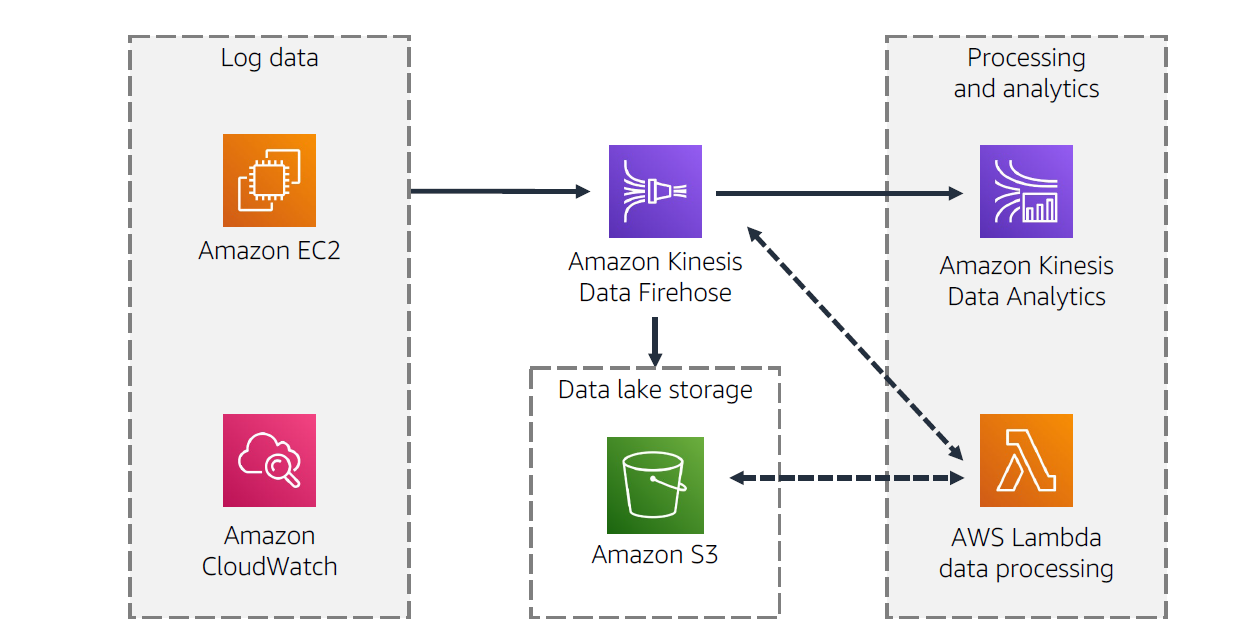 Log data
Amazon EC2
Amazon
CloudWatch
Amazon Kinesis
Data Firehose
Data lake storage
Amazon S3
Processing
and analytics
Amazon Kinesis
Data Analytics
AWS Lambda
data processing